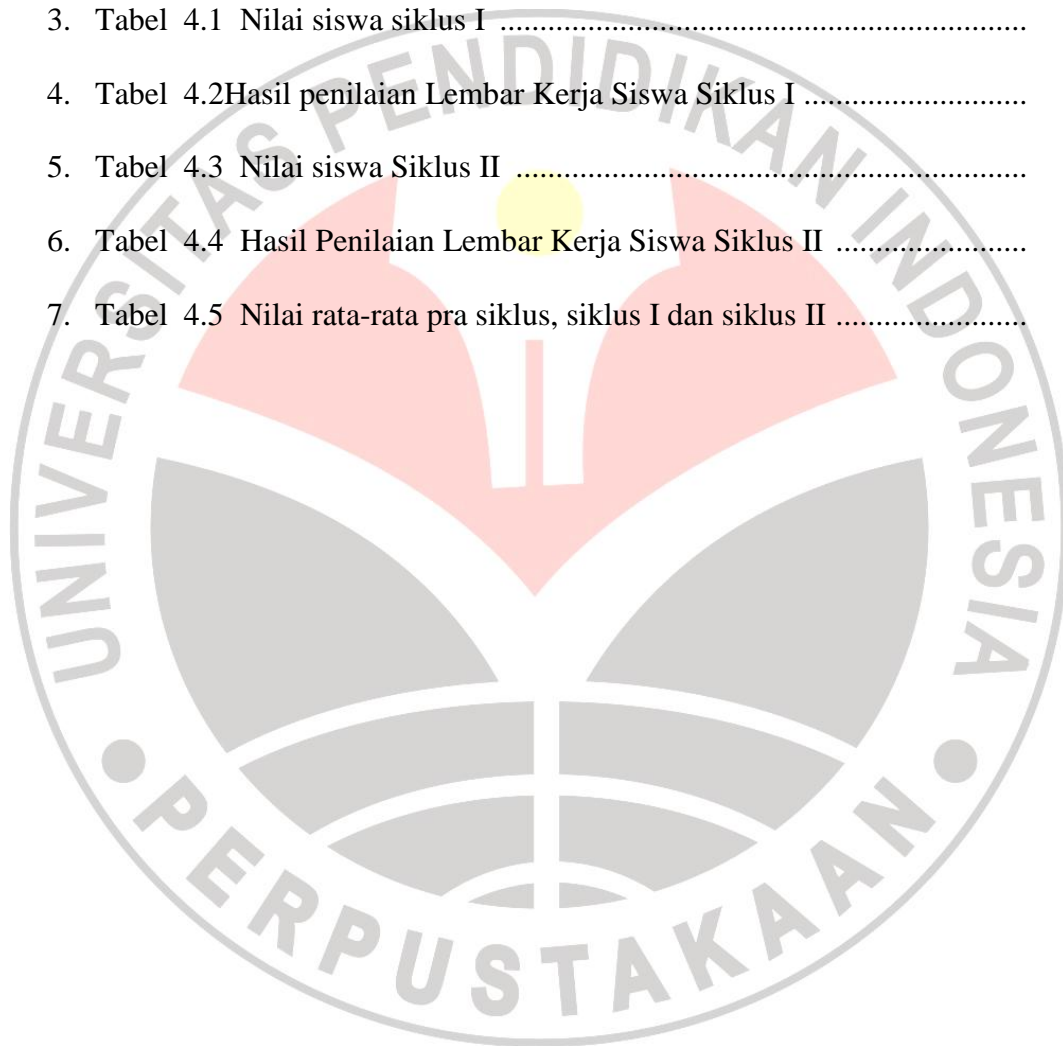 3. Tabel 4.1 Nilai siswa siklus I ...............................................................................
4. Tabel 4.2Hasil penilaian Lembar Kerja Siswa Siklus I .................................
5. Tabel 4.3 Nilai siswa Siklus II ............................................................................
6. Tabel 4.4 Hasil Penilaian Lembar Kerja Siswa Siklus II .............................
7. Tabel 4.5 Nilai rata-rata pra siklus, siklus I dan siklus II .............................
UNIVERSITAS PENDIDIKAN INDONESIA
PERPUSTAKAAN